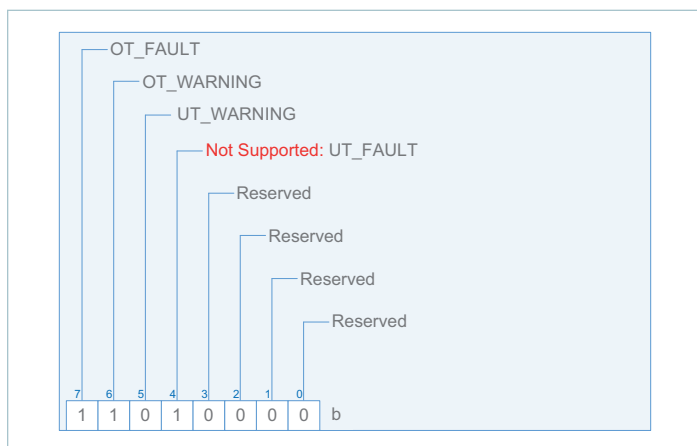 OT_FAULT
OT_WARNING
UT_WARNING
Not Supported: UT_FAULT
Reserved
Reserved
Reserved
Reserved
7 6 5 4 3 2 1 0
1 1 0 1 0 0 0 0 b